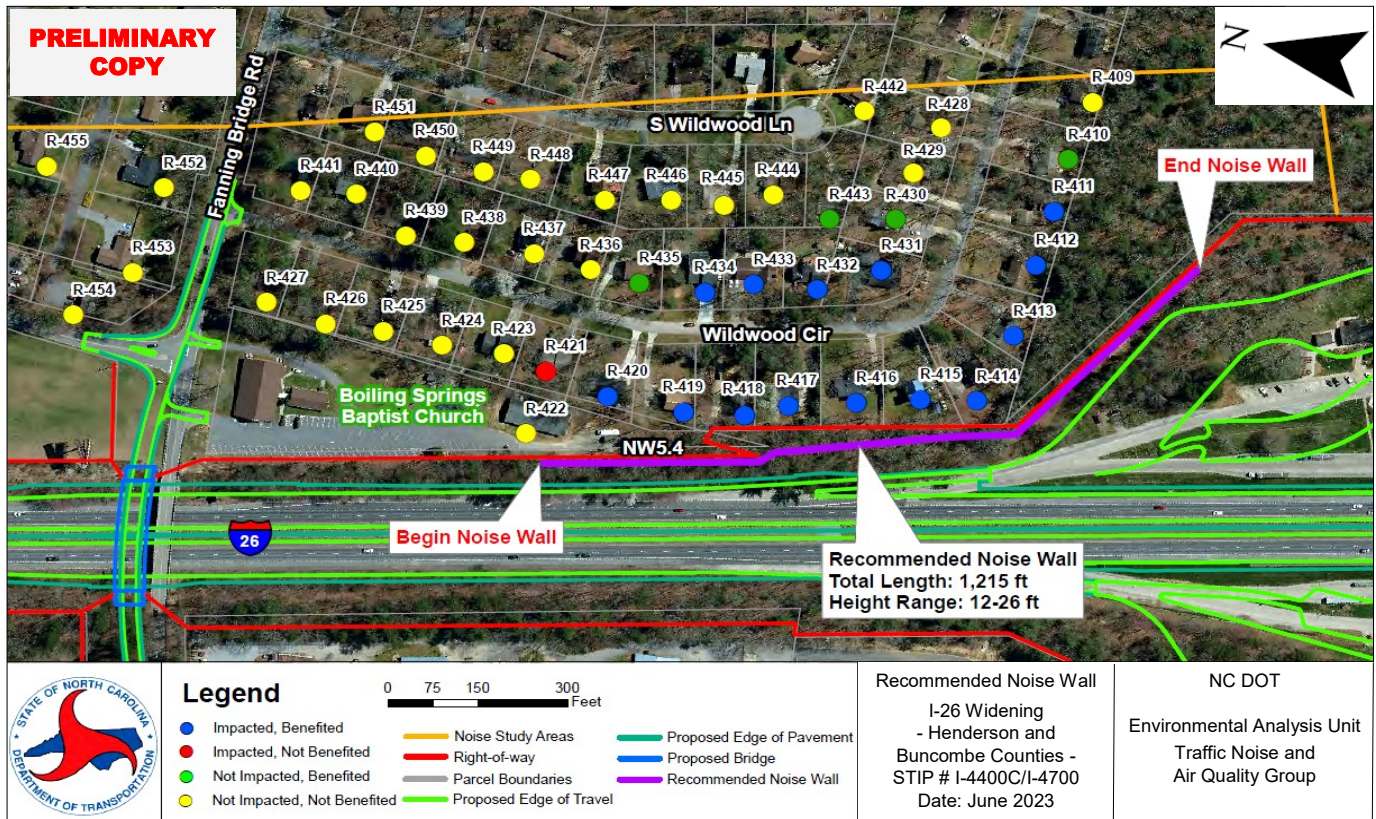 PRELIMINARY
COPY
N
Fanning Bridge Rd
S Wildwood Ln
Wildwood Cir
R-455
R-452
R-453
R-454
R-451
R-450
R-449
R-448
R-441
R-440
R-447
R-446
R-445
R-444
R-442
R-428
R-409
R-429
R-410
R-443
R-430
R-411
R-439
R-438
R-437
R-436
R-435
R-434
R-433
R-432
R-431
R-412
R-427
R-426
R-425
R-424
R-423
R-421
R-413
R-420
R-419
R-418
R-417
R-416
R-415
R-414
R-422
End Noise Wall
Boiling Springs
Baptist Church
NW5.4
Begin Noise Wall
26
Recommended Noise Wall
Total Length: 1,215 ft
Height Range: 12-26 ft
STATE OF NORTH CAROLINA
DEPARTMENT OF TRANSPORTATION
Legend
Impacted, Benefited
Impacted, Not Benefited
Not Impacted, Benefited
Not Impacted, Not Benefited
0 75 150 300
Feet
Noise Study Areas
Right-of-way
Parcel Boundaries
Proposed Edge of Travel
Proposed Edge of Pavement
Proposed Bridge
Recommended Noise Wall
Recommended Noise Wall
I-26 Widening
- Henderson and
Buncombe Counties -
STIP # I-4400C/I-4700
Date: June 2023
NC DOT
Environmental Analysis Unit
Traffic Noise and
Air Quality Group